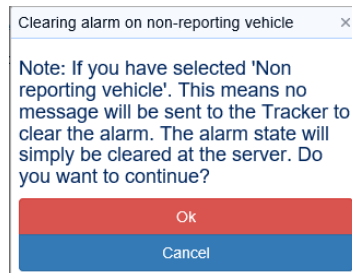 Clearing alarm on non-reporting vehicle ×
Note: If you have selected 'Non
reporting vehicle'. This means no
message will be sent to the Tracker to
clear the alarm. The alarm state will
simply be cleared at the server. Do
you want to continue?
Ok
Cancel